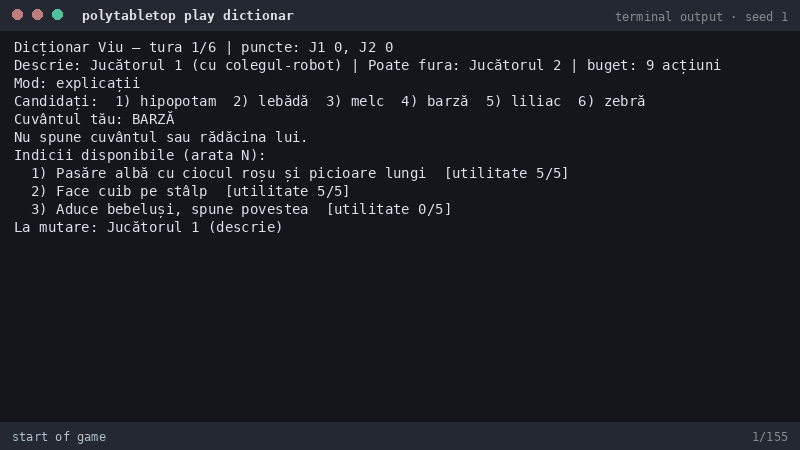 polytabletop play dictionar
terminal output · seed 1
Dicționar Viu — tura 1/6 | puncte: J1 0, J2 0
Descrie: Jucătorul 1 (cu colegul-robot) | Poate fura: Jucătorul 2 | buget: 9 acțiuni
Mod: explicații
Candidați:  1) hipopotam  2) lebădă  3) melc  4) barză  5) liliac  6) zebră
Cuvântul tău: BARZĂ
Nu spune cuvântul sau rădăcina lui.
Indicii disponibile (arata N):
  1) Pasăre albă cu ciocul roșu și picioare lungi  [utilitate 5/5]
  2) Face cuib pe stâlp  [utilitate 5/5]
  3) Aduce bebeluși, spune povestea  [utilitate 0/5]
La mutare: Jucătorul 1 (descrie)
start of game
1/155